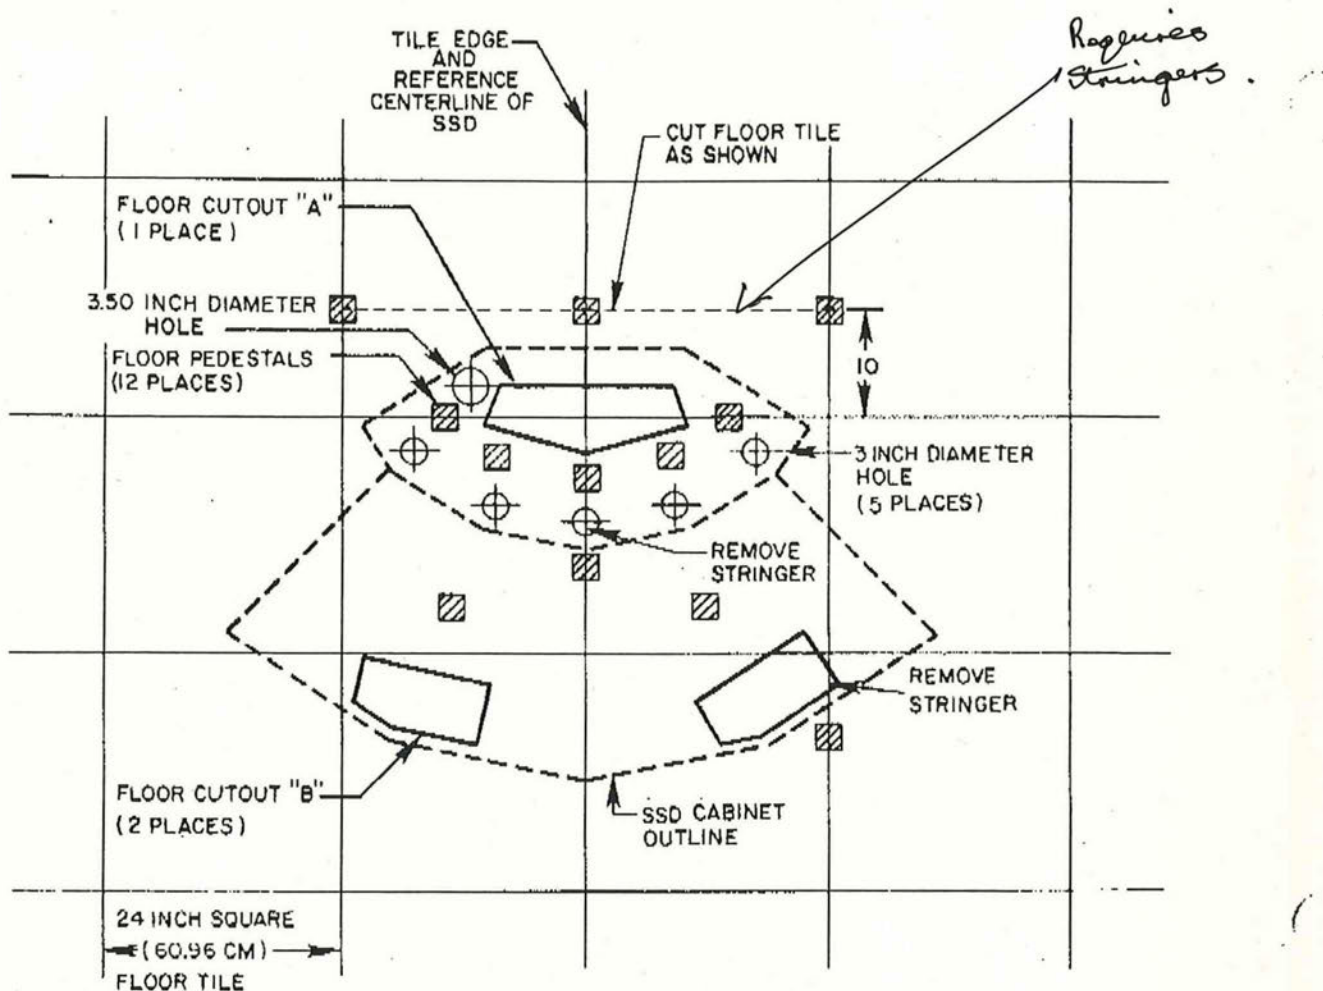 TILE EDGE
AND
REFERENCE
CENTERLINE OF
SSD
Requires
Stringers.
CUT FLOOR TILE
AS SHOWN
FLOOR CUTOUT "A"
(1 PLACE)
3.50 INCH DIAMETER
HOLE
FLOOR PEDESTALS
(12 PLACES)
10
3 INCH DIAMETER
HOLE
(5 PLACES)
REMOVE
STRINGER
REMOVE
STRINGER
FLOOR CUTOUT "B"
(2 PLACES)
SSD CABINET
OUTLINE
24 INCH SQUARE
(60.96 CM)
FLOOR TILE